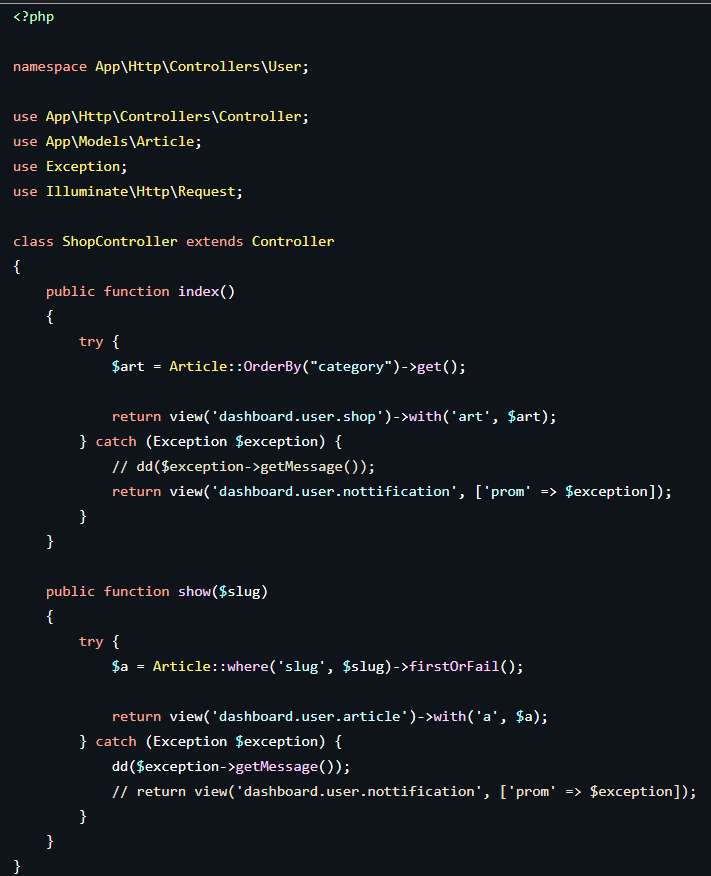 <?php
namespace App\Http\Controllers\User;
use App\Http\Controllers\Controller;
use App\Models\Article;
use Exception;
use Illuminate\Http\Request;
class ShopController extends Controller
{
    public function index()
    {
        try {
            $art = Article::OrderBy("category")->get();
            return view('dashboard.user.shop')->with('art', $art);
        } catch (Exception $exception) {
            // dd($exception->getMessage());
            return view('dashboard.user.nottification', ['prom' => $exception]);
        }
    }
    public function show($slug)
    {
        try {
            $a = Article::where('slug', $slug)->firstOrFail();
            return view('dashboard.user.article')->with('a', $a);
        } catch (Exception $exception) {
            dd($exception->getMessage());
            // return view('dashboard.user.nottification', ['prom' => $exception]);
        }
    }
}